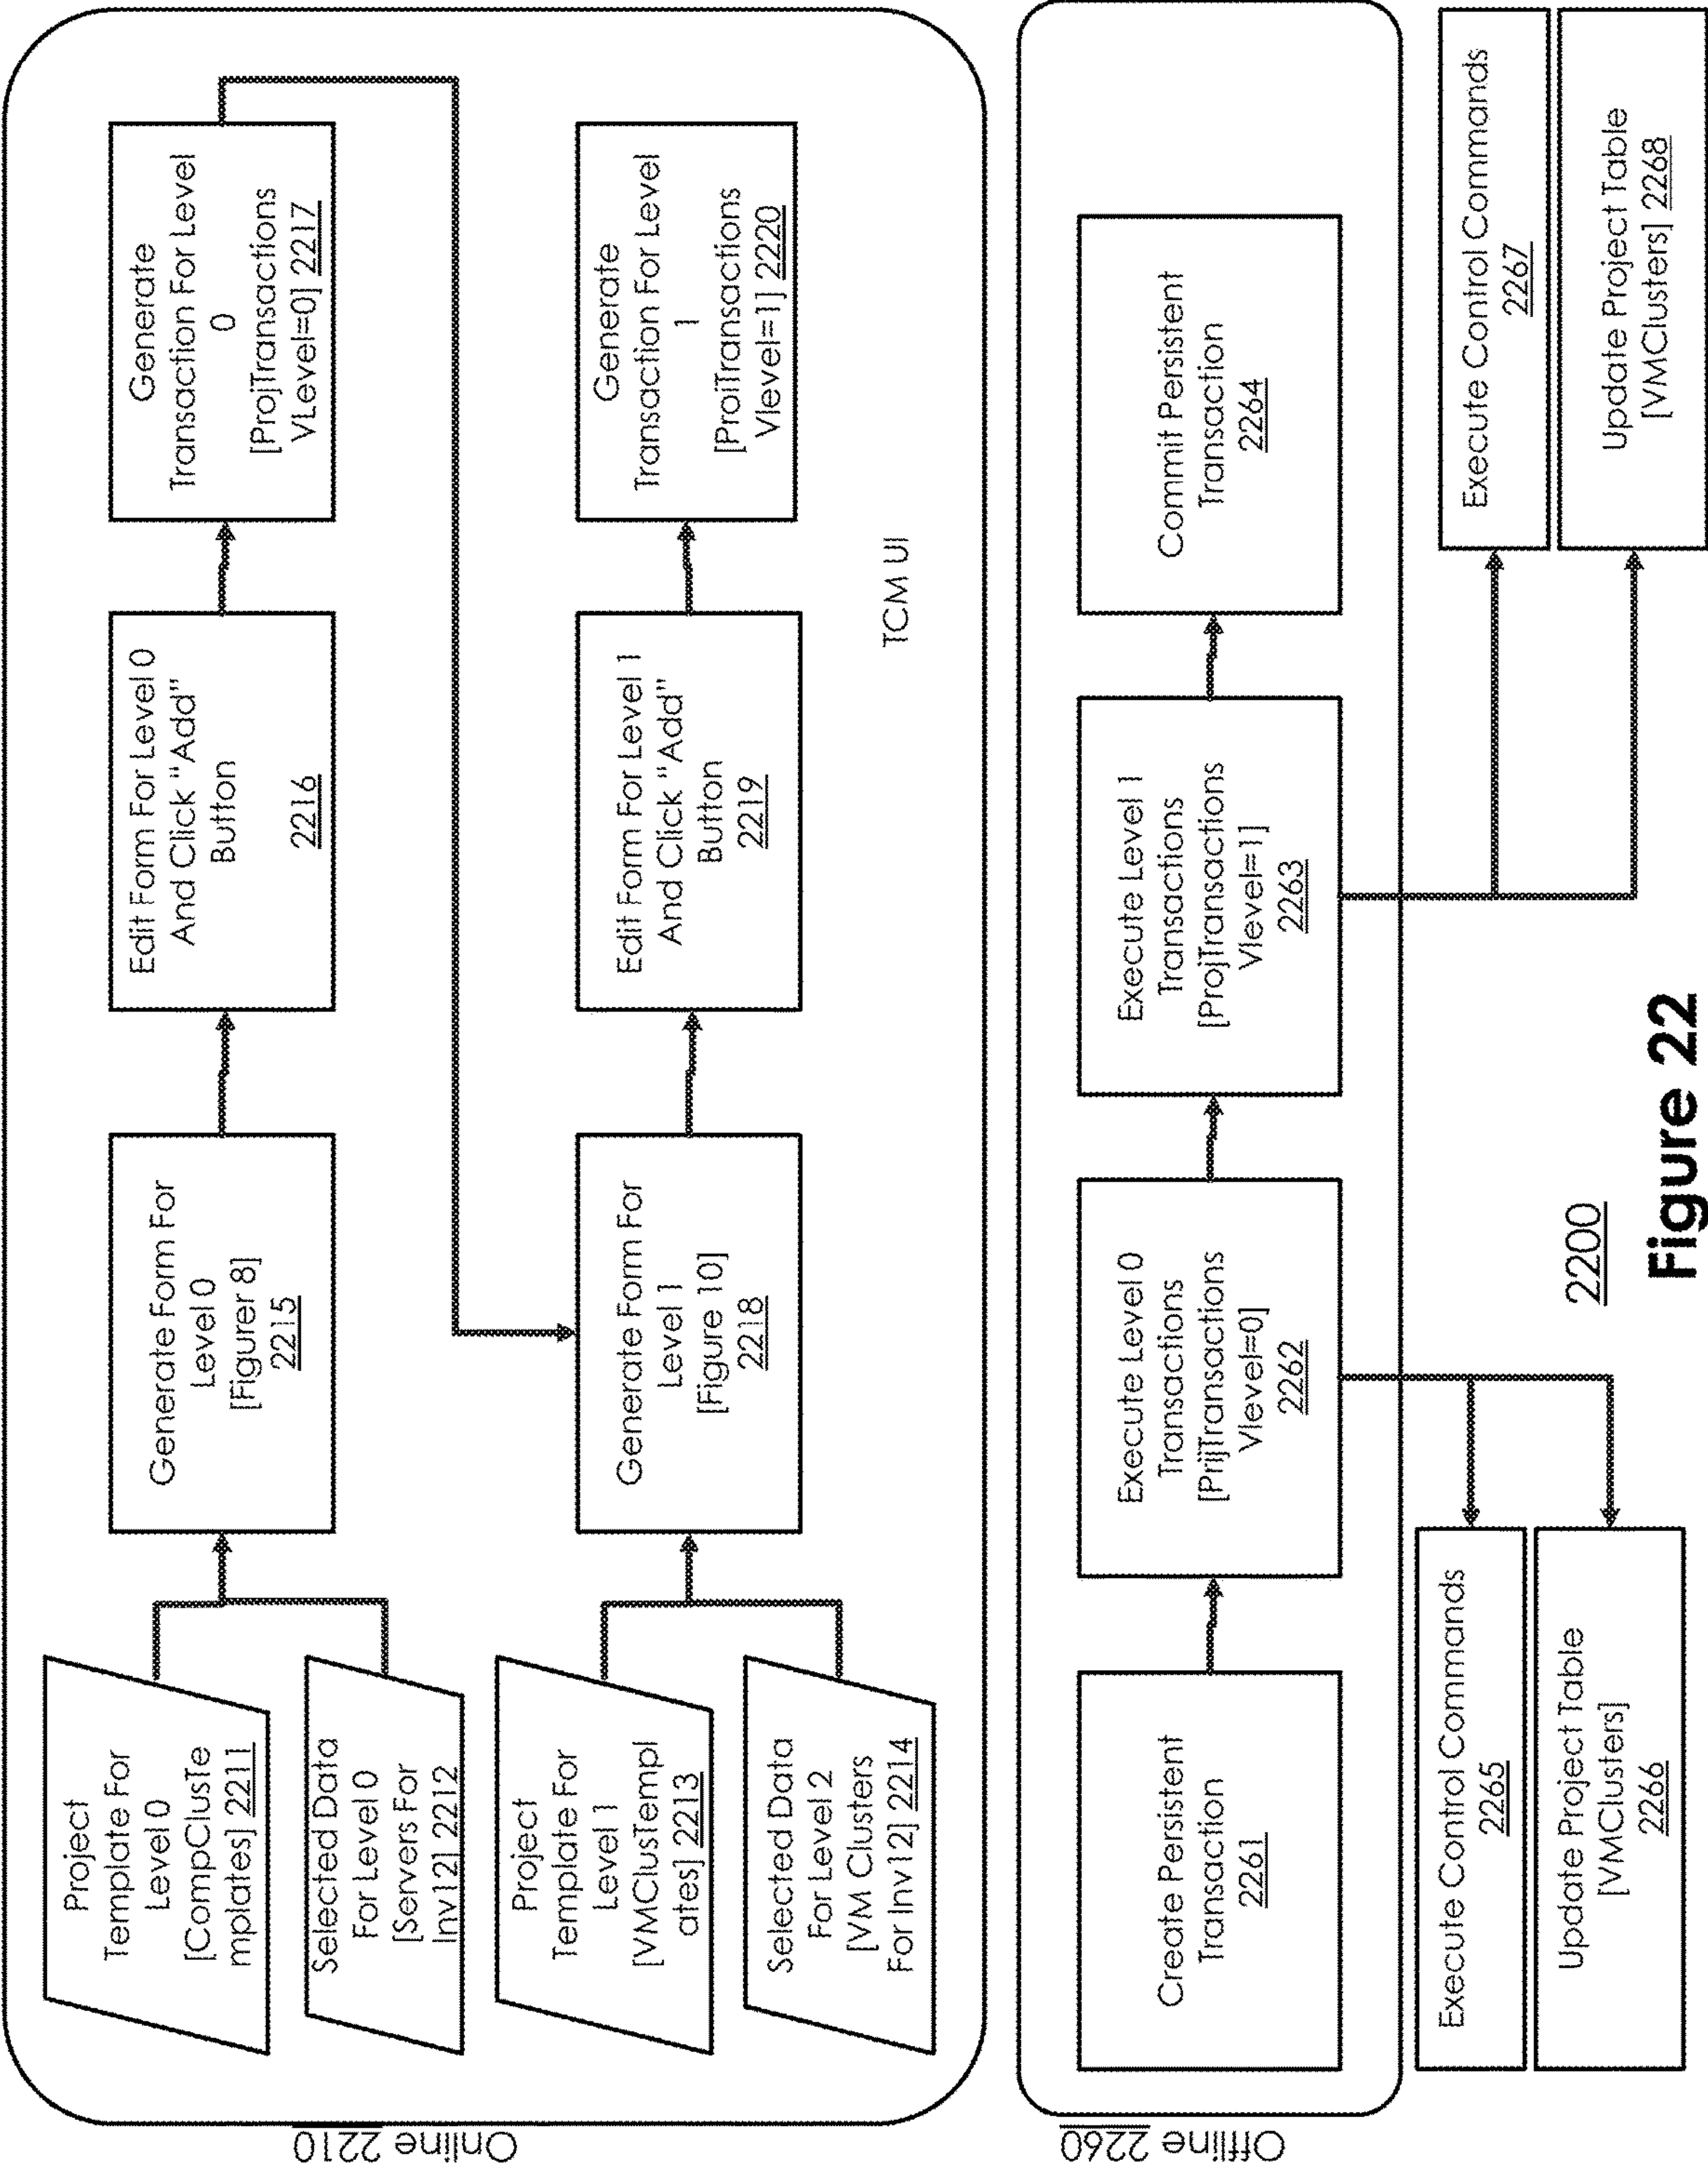 Online 2210
Project
Template For
Level 0
[CompCluste
mplates] 2211
Selected Data
For Level 0
[Servers For
Inv12] 2212
Project
Template For
Level 1
[VMClusTempl
ates] 2213
Selected Data
For Level 2
[VM Clusters
For Inv12] 2214
Generate Form For
Level 0
[Figurer 8]
2215
Edit Form For Level 0
And Click "Add"
Button
2216
Generate
Transaction For Level
0
[ProjTransactions
VLevel=0] 2217
Generate Form For
Level 1
[Figure 10]
2218
Edit Form For Level 1
And Click "Add"
Button
2219
Generate
Transaction For Level
1
[ProiTransactions
Vlevel=1] 2220
TCM UI
Offline 2260
Create Persistent
Transaction
2261
Execute Level 0
Transactions
[PrijTransactions
Vlevel=0]
2262
Execute Level 1
Transactions
[ProjTransactions
Vlevel=1]
2263
Commit Persistent
Transaction
2264
Execute Control Commands
2265
Update Project Table
[VMClusters]
2266
Execute Control Commands
2267
Update Project Table
[VMClusters] 2268
2200
Figure 22